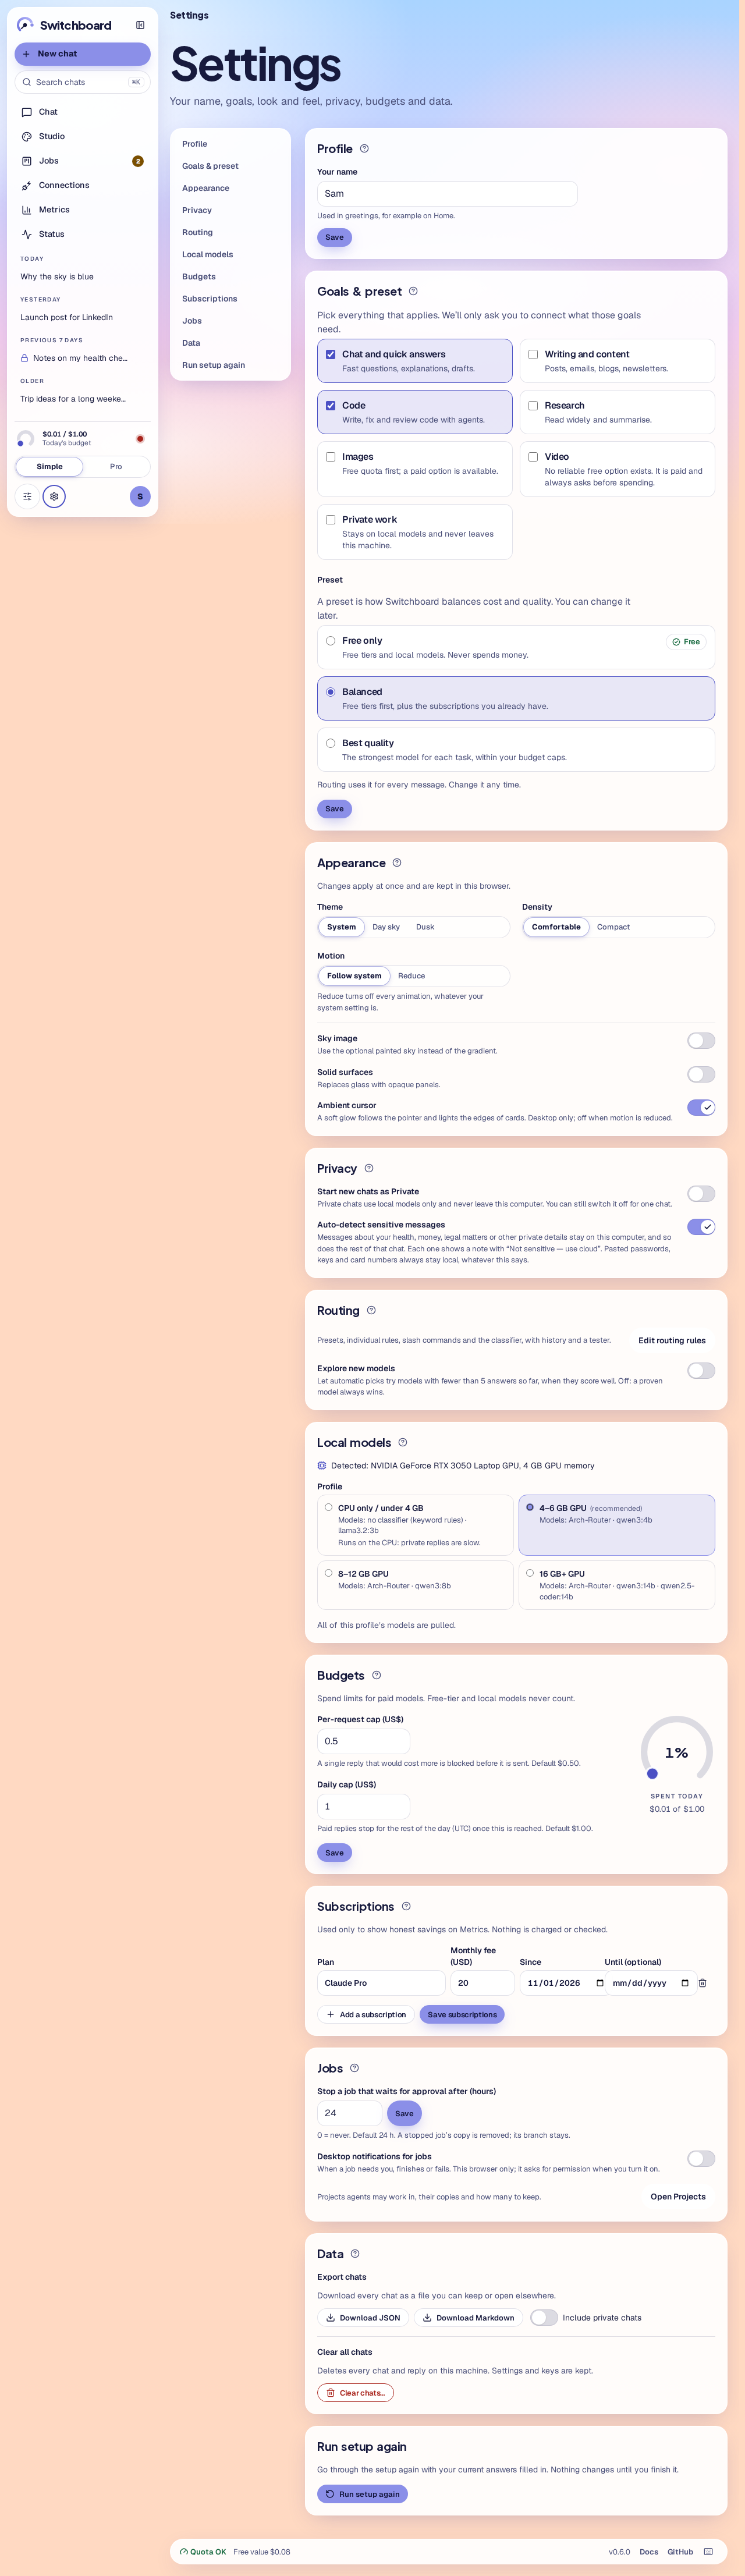 Switchboard
New chat
Search chats ⌘K
Chat
Studio
Jobs 2
Connections
Metrics
Status
TODAY
Why the sky is blue
YESTERDAY
Launch post for LinkedIn
PREVIOUS 7 DAYS
Notes on my health che...
OLDER
Trip ideas for a long weeke...
$0.01 / $1.00
Today's budget
Simple Pro
S
Settings
Settings
Your name, goals, look and feel, privacy, budgets and data.
Profile
Goals & preset
Appearance
Privacy
Routing
Local models
Budgets
Subscriptions
Jobs
Data
Run setup again
Profile
Your name
Sam
Used in greetings, for example on Home.
Save
Goals & preset
Pick everything that applies. We'll only ask you to connect what those goals
need.
Chat and quick answers
Fast questions, explanations, drafts.
Writing and content
Posts, emails, blogs, newsletters.
Code
Write, fix and review code with agents.
Research
Read widely and summarise.
Images
Free quota first; a paid option is available.
Video
No reliable free option exists. It is paid and
always asks before spending.
Private work
Stays on local models and never leaves
this machine.
Preset
A preset is how Switchboard balances cost and quality. You can change it
later.
Free only
Free tiers and local models. Never spends money.
Free
Balanced
Free tiers first, plus the subscriptions you already have.
Best quality
The strongest model for each task, within your budget caps.
Routing uses it for every message. Change it any time.
Save
Appearance
Changes apply at once and are kept in this browser.
Theme
System Day sky Dusk
Density
Comfortable Compact
Motion
Follow system Reduce
Reduce turns off every animation, whatever your
system setting is.
Sky image
Use the optional painted sky instead of the gradient.
Solid surfaces
Replaces glass with opaque panels.
Ambient cursor
A soft glow follows the pointer and lights the edges of cards. Desktop only; off when motion is reduced.
Privacy
Start new chats as Private
Private chats use local models only and never leave this computer. You can still switch it off for one chat.
Auto-detect sensitive messages
Messages about your health, money, legal matters or other private details stay on this computer, and so
does the rest of that chat. Each one shows a note with “Not sensitive — use cloud”. Pasted passwords,
keys and card numbers always stay local, whatever this says.
Routing
Presets, individual rules, slash commands and the classifier, with history and a tester.
Edit routing rules
Explore new models
Let automatic picks try models with fewer than 5 answers so far, when they score well. Off: a proven
model always wins.
Local models
Detected: NVIDIA GeForce RTX 3050 Laptop GPU, 4 GB GPU memory
Profile
CPU only / under 4 GB
Models: no classifier (keyword rules) ·
llama3.2:3b
Runs on the CPU: private replies are slow.
4–6 GB GPU (recommended)
Models: Arch-Router · qwen3:4b
8–12 GB GPU
Models: Arch-Router · qwen3:8b
16 GB+ GPU
Models: Arch-Router · qwen3:14b · qwen2.5-
coder:14b
All of this profile's models are pulled.
Budgets
Spend limits for paid models. Free-tier and local models never count.
Per-request cap (US$)
0.5
A single reply that would cost more is blocked before it is sent. Default $0.50.
Daily cap (US$)
1
Paid replies stop for the rest of the day (UTC) once this is reached. Default $1.00.
Save
1%
SPENT TODAY
$0.01 of $1.00
Subscriptions
Used only to show honest savings on Metrics. Nothing is charged or checked.
Plan
Monthly fee
(USD)
Since
Until (optional)
Claude Pro
20
11/01/2026
mm/dd/yyyy
Add a subscription
Save subscriptions
Jobs
Stop a job that waits for approval after (hours)
24
Save
0 = never. Default 24 h. A stopped job's copy is removed; its branch stays.
Desktop notifications for jobs
When a job needs you, finishes or fails. This browser only; it asks for permission when you turn it on.
Projects agents may work in, their copies and how many to keep.
Open Projects
Data
Export chats
Download every chat as a file you can keep or open elsewhere.
Download JSON
Download Markdown
Include private chats
Clear all chats
Deletes every chat and reply on this machine. Settings and keys are kept.
Clear chats...
Run setup again
Go through the setup again with your current answers filled in. Nothing changes until you finish it.
Run setup again
Quota OK
Free value $0.08
v0.6.0
Docs
GitHub